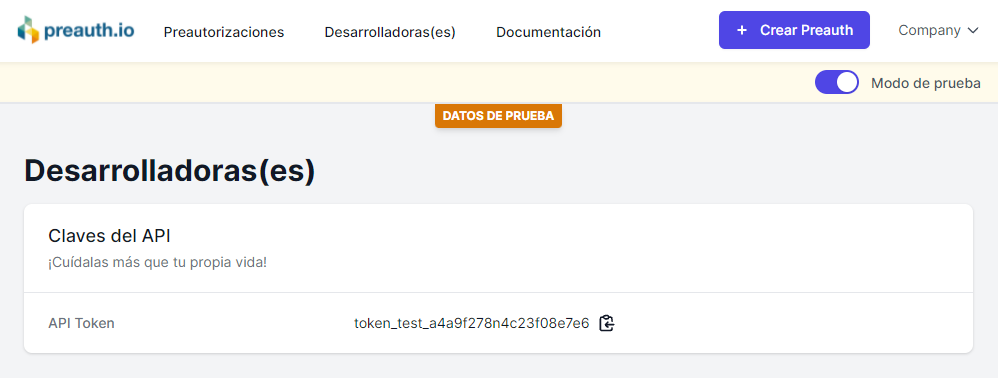 preauth.io
Preautorizaciones
Desarrolladoras(es)
Documentación
+ Crear Preauth
Company
Modo de prueba
DATOS DE PRUEBA
Desarrolladoras(es)
Claves del API
¡Cuídalas más que tu propia vida!
API Token
token_test_a4a9f278n4c23f08e7e6